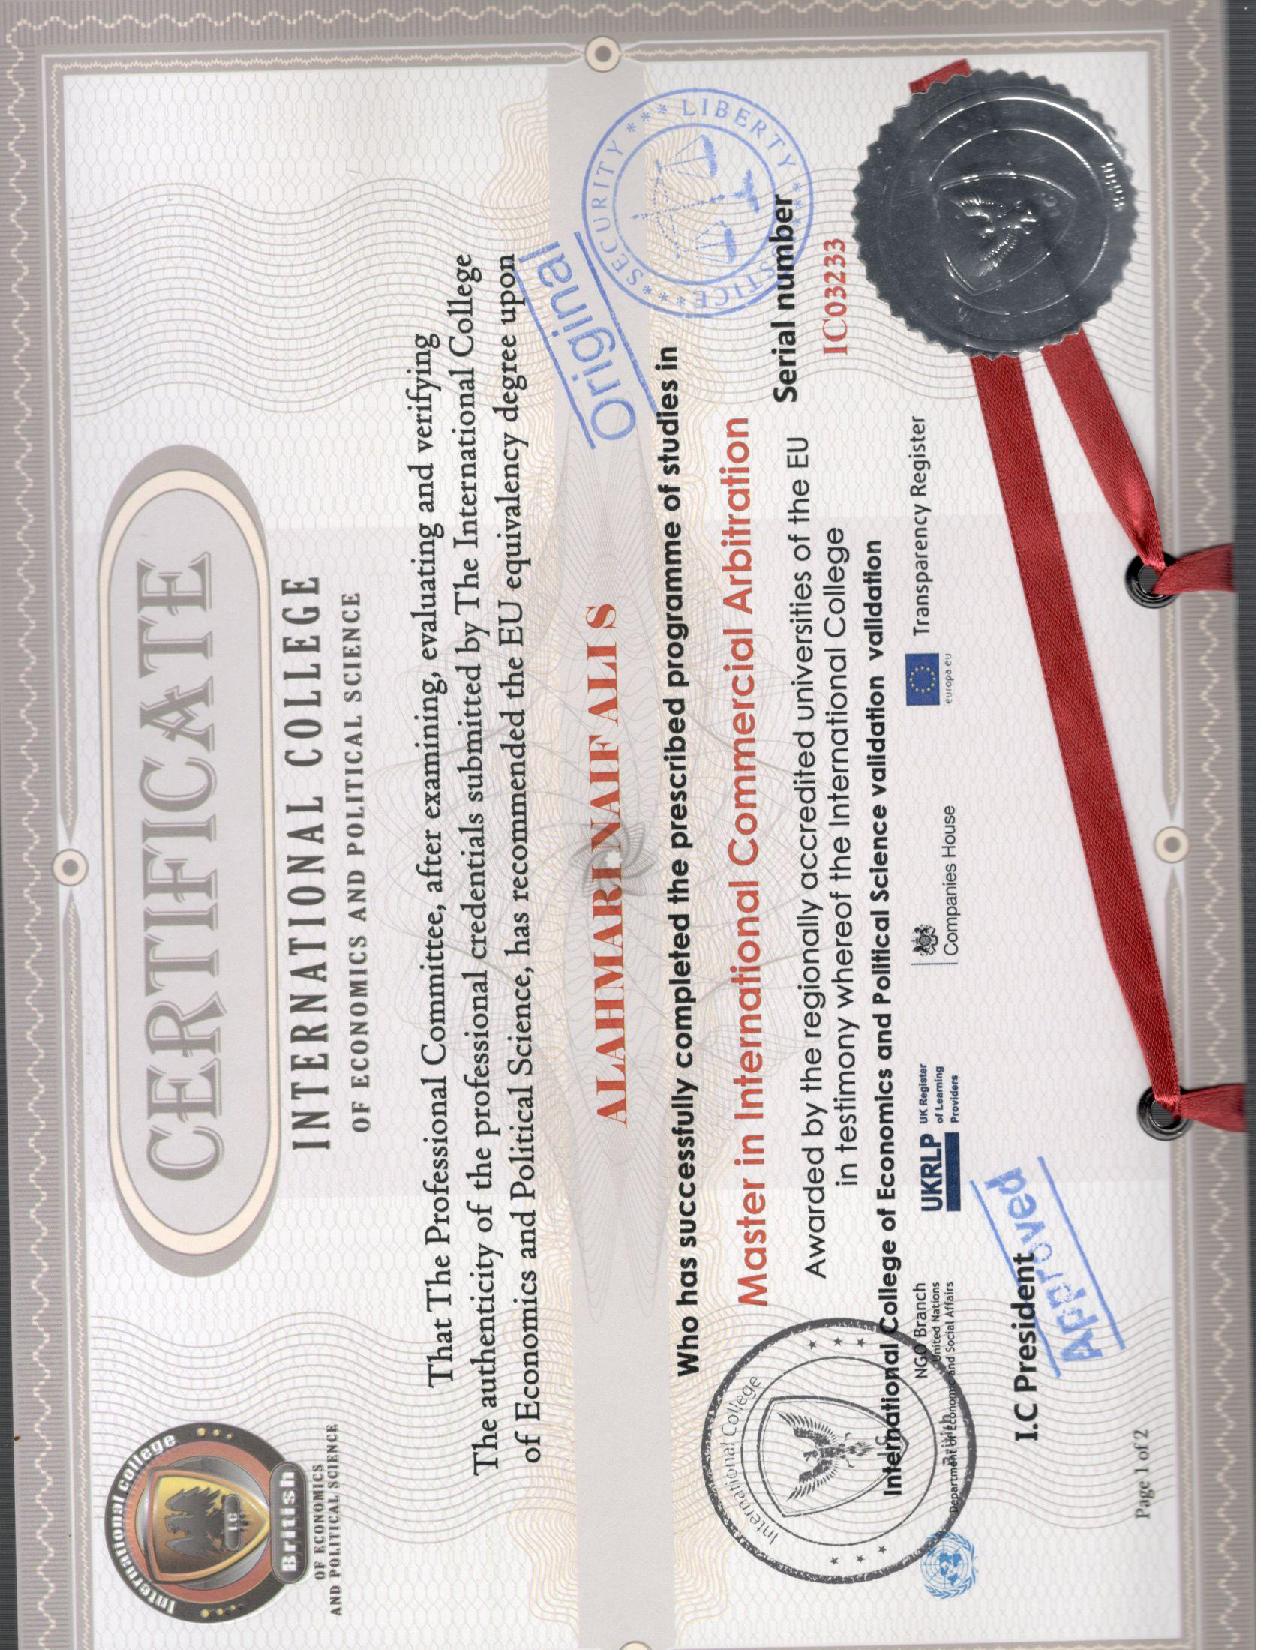 International college
I.C
British
OF ECONOMICS
AND POLITICAL SCIENCE
CERTIFICATE
INTERNATIONAL COLLEGE
OF ECONOMICS AND POLITICAL SCIENCE
That The Professional Committee, after examining, evaluating and verifying
The authenticity of the professional credentials submitted by The International College
of Economics and Political Science, has recommended the EU equivalency degree upon
Original
ALAHMARI NAIF ALI S
SECURITY ** ** LIBERTY ** ** JUSTICE ** **
Who has successfully completed the prescribed programme of studies in
International College
I.C
British
Master in International Commercial Arbitration
Awarded by the regionally accredited universities of the EU
in testimony whereof the International College
Serial number
IC03233
International College of Economics and Political Science validation validation
NGO Branch
United Nations
Department of Economic and Social Affairs
UKRLP
UK Register
of Learning
Providers
Companies House
europa.eu
Transparency Register
I.C President
Approved
I.C
Page 1 of 2